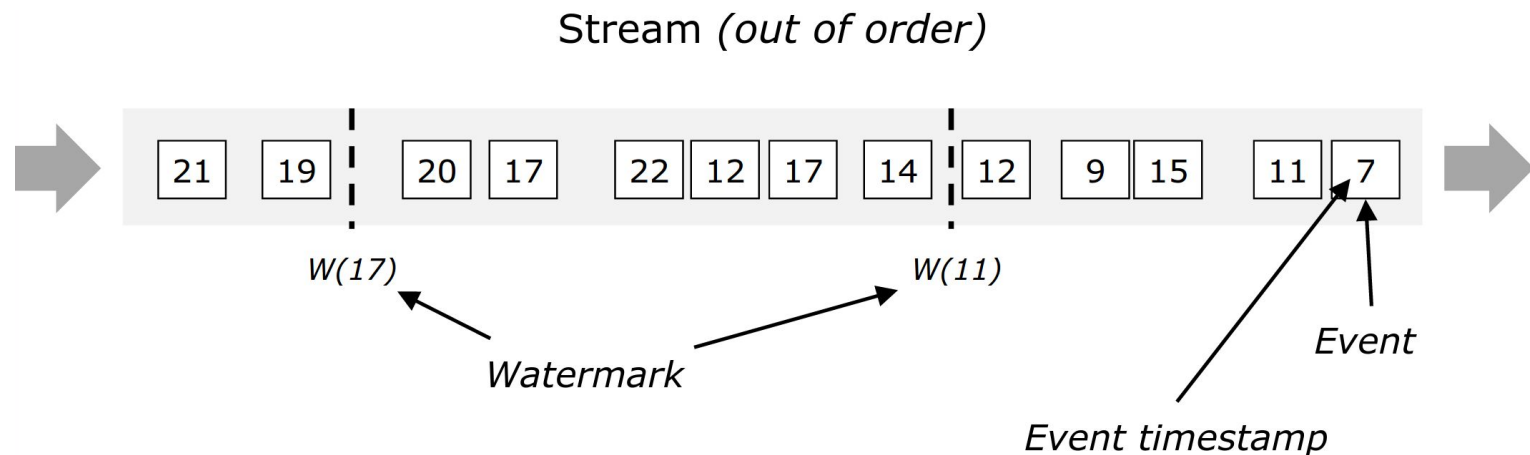 Stream (out of order)
21 19 20 17 22 12 17 14 12 9 15 11 7
W(17) W(11)
Event
Watermark
Event timestamp